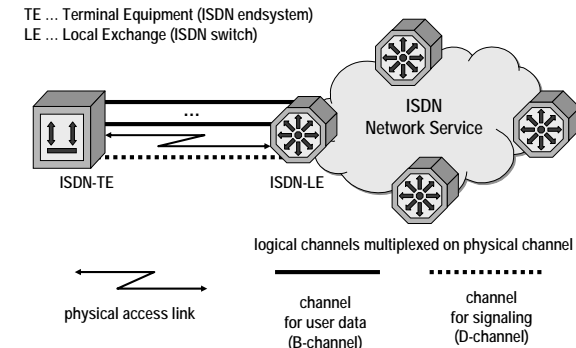 TE ... Terminal Equipment (ISDN endsystem)
LE ... Local Exchange (ISDN switch)
...
ISDN
Network Service
ISDN-TE
ISDN-LE
logical channels multiplexed on physical channel
physical access link
channel
for user data
(B-channel)
channel
for signaling
(D-channel)